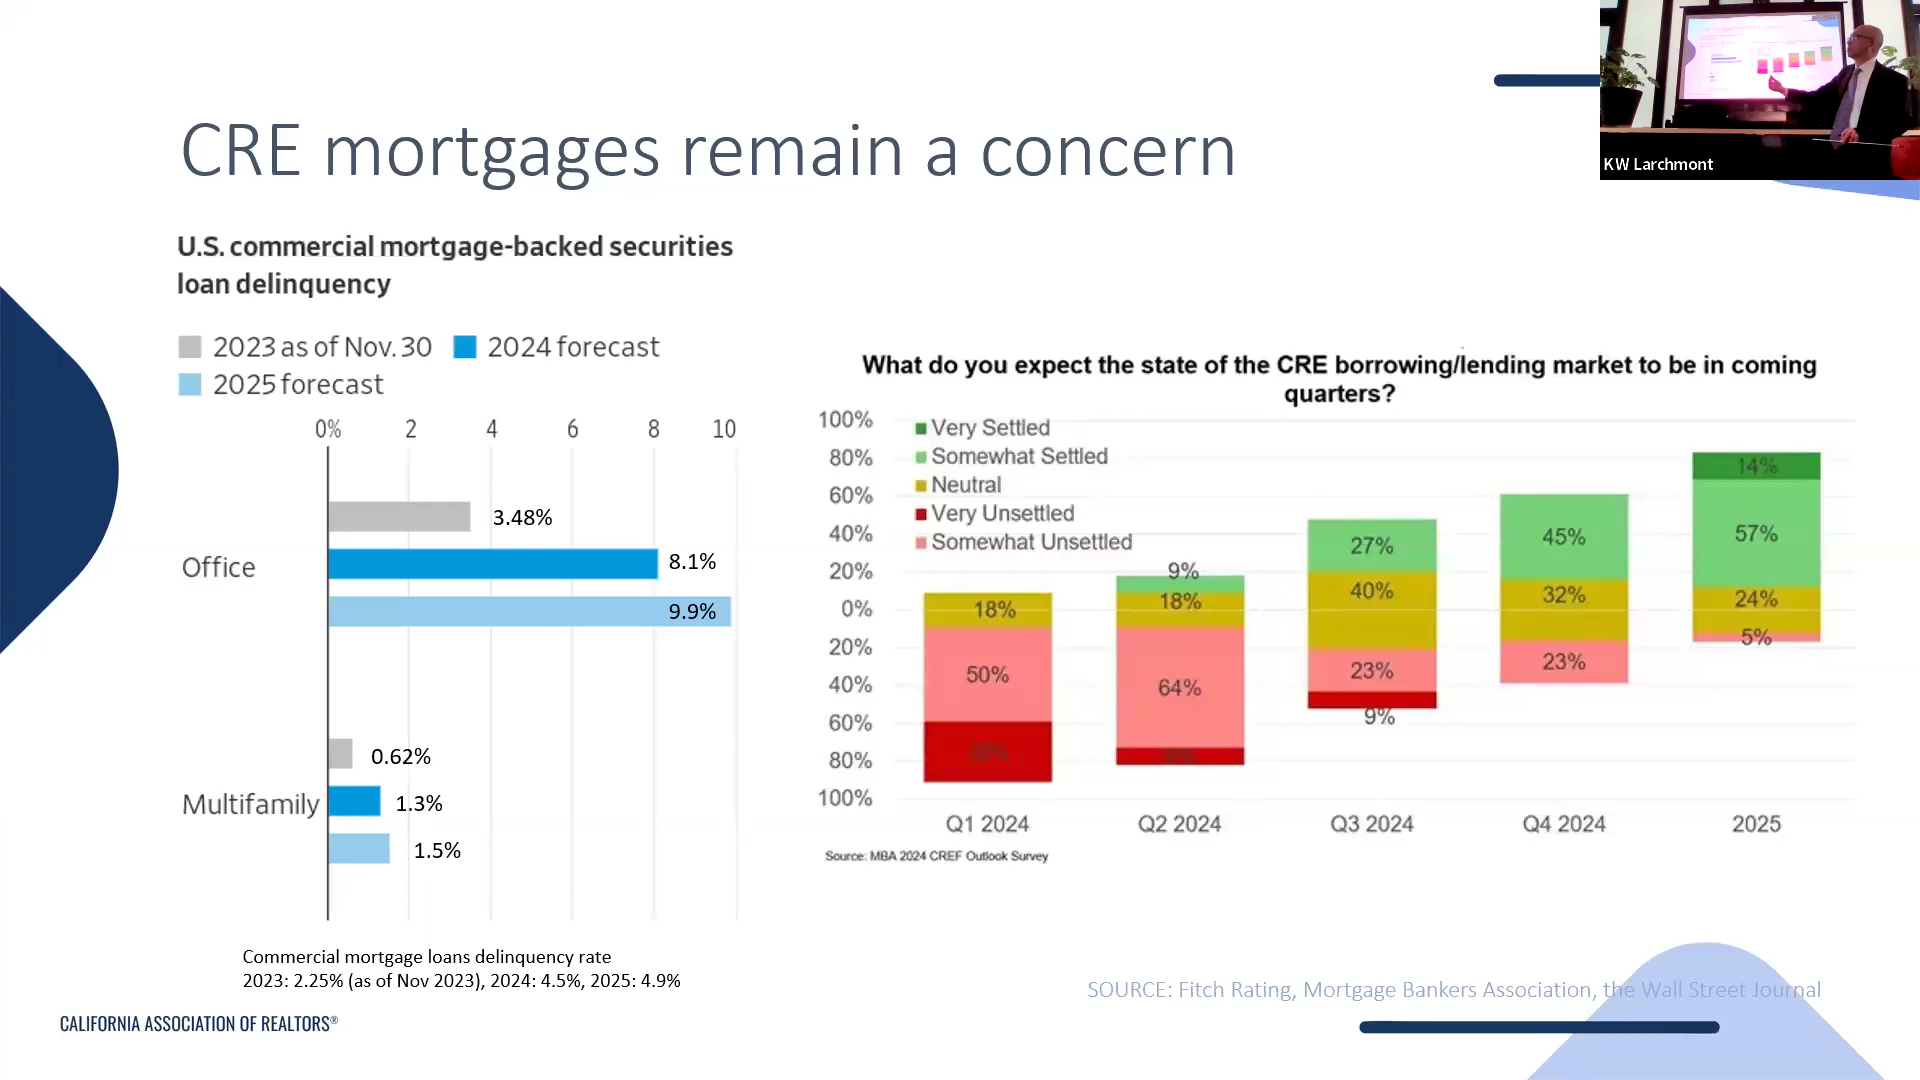 KW Larchmont
CRE mortgages remain a concern
U.S. commercial mortgage-backed securities
loan delinquency
2023 as of Nov. 30
2024 forecast
2025 forecast
0%
2
4
6
8
10
Office
3.48%
8.1%
9.9%
Multifamily
0.62%
1.3%
1.5%
Commercial mortgage loans delinquency rate
2023: 2.25% (as of Nov 2023), 2024: 4.5%, 2025: 4.9%
What do you expect the state of the CRE borrowing/lending market to be in coming
quarters?
100%
80%
60%
40%
20%
0%
20%
40%
60%
80%
100%
Very Settled
Somewhat Settled
Neutral
Very Unsettled
Somewhat Unsettled
18%
50%
9%
18%
64%
27%
40%
23%
9%
45%
32%
23%
14%
57%
24%
5%
Q1 2024
Q2 2024
Q3 2024
Q4 2024
2025
Source: MBA 2024 CREF Outlook Survey
SOURCE: Fitch Rating, Mortgage Bankers Association, the Wall Street Journal
CALIFORNIA ASSOCIATION OF REALTORS®